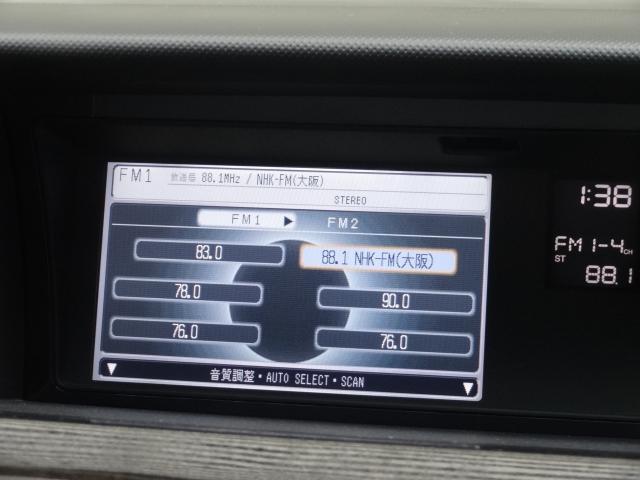 FM1 放送局 88.1MHz / NHK-FM(大阪)
STEREO
FM1 ▶ FM2
83.0 88.1 NHK-FM(大阪)
78.0 90.0
76.0 76.0
▼ 音質調整・AUTO SELECT・SCAN ▼
1:38
FM1-4CH
ST 88.1